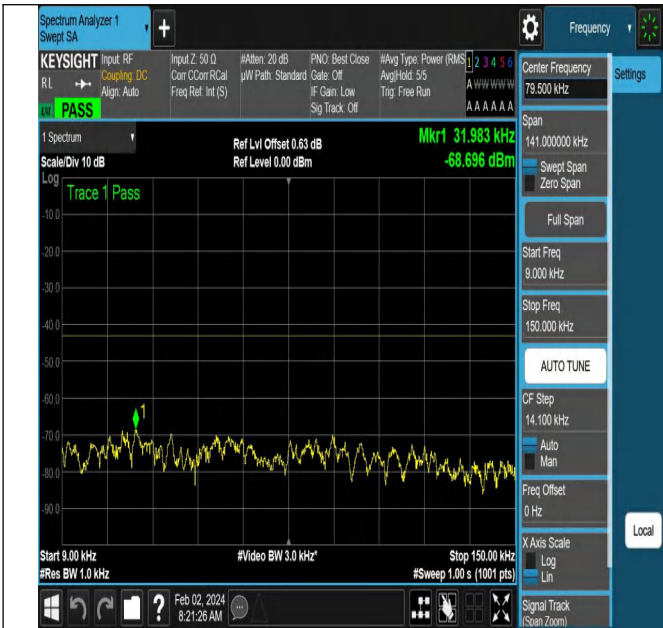 Spectrum Analyzer 1
Swept SA
+
Frequency
KEYSIGHT
RL
PASS
Input: RF
Coupling: DC
Align: Auto
Input Z: 50 Ω
Corr CCorr RCal
Freq Ref: Int (S)
#Atten: 20 dB
µW Path: Standard
PNO: Best Close
Gate: Off
IF Gain: Low
Sig Track: Off
#Avg Type: Power (RMS
Avg|Hold: 5/5
Trig: Free Run
1 2 3 4 5 6
A W W W W W
A A A A A A
1 Spectrum
Scale/Div 10 dB
Log
Ref Lvl Offset 0.63 dB
Ref Level 0.00 dBm
Mkr1 31.983 kHz
-68.696 dBm
Trace 1 Pass
-10.0
-20.0
-30.0
-40.0
-50.0
-60.0
-70.0
-80.0
-90.0
1
Start 9.00 kHz
#Res BW 1.0 kHz
#Video BW 3.0 kHz*
Stop 150.00 kHz
#Sweep 1.00 s (1001 pts)
?
Feb 02, 2024
8:21:26 AM
Center Frequency
79.500 kHz
Span
141.000000 kHz
Swept Span
Zero Span
Full Span
Start Freq
9.000 kHz
Stop Freq
150.000 kHz
AUTO TUNE
CF Step
14.100 kHz
Auto
Man
Freq Offset
0 Hz
X Axis Scale
Log
Lin
Signal Track
(Span Zoom)
Settings
Local